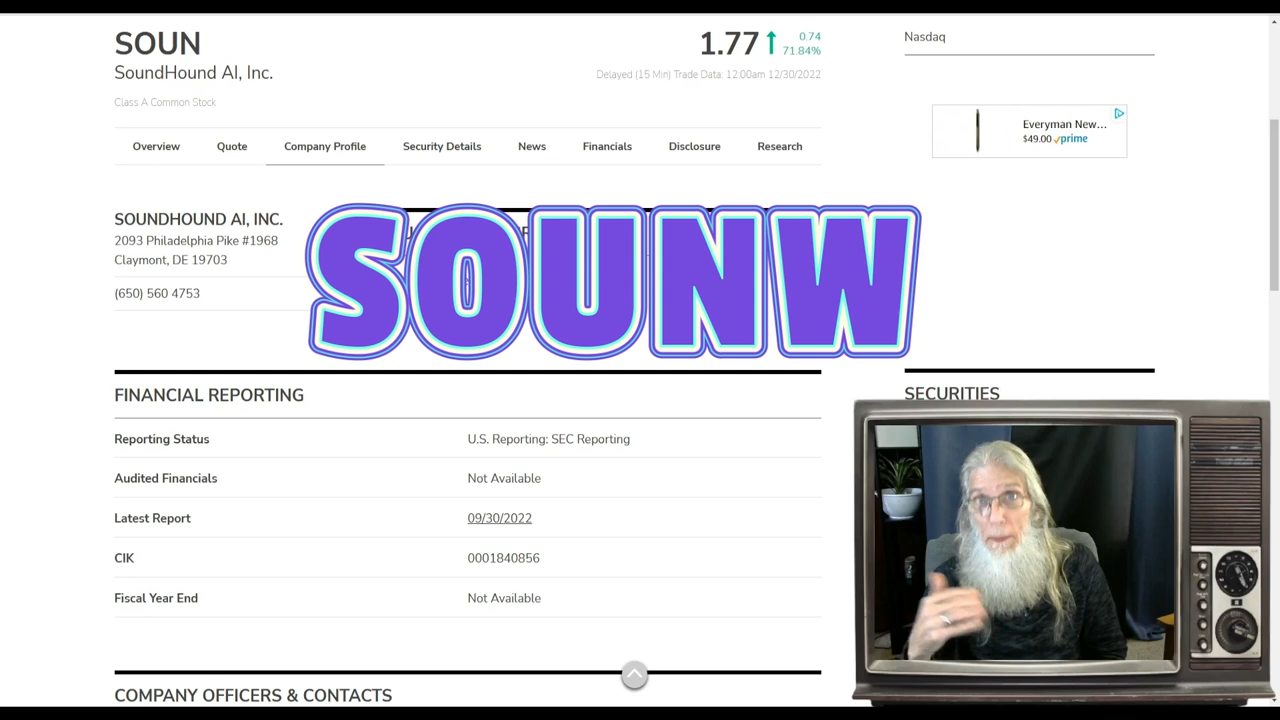 SOUN
1.77
0.74
71.84%
SoundHound AI, Inc.
Delayed (15 Min) Trade Data: 12:00am 12/30/2022
Class A Common Stock
Nasdaq
Everyman New...
$49.00 prime
Overview Quote Company Profile Security Details News Financials Disclosure Research
SOUNDHOUND AI, INC.
2093 Philadelphia Pike #1968
Claymont, DE 19703
(650) 560 4753
SOUNW
FINANCIAL REPORTING
Reporting Status U.S. Reporting: SEC Reporting
Audited Financials Not Available
Latest Report 09/30/2022
CIK 0001840856
Fiscal Year End Not Available
SECURITIES
COMPANY OFFICERS & CONTACTS